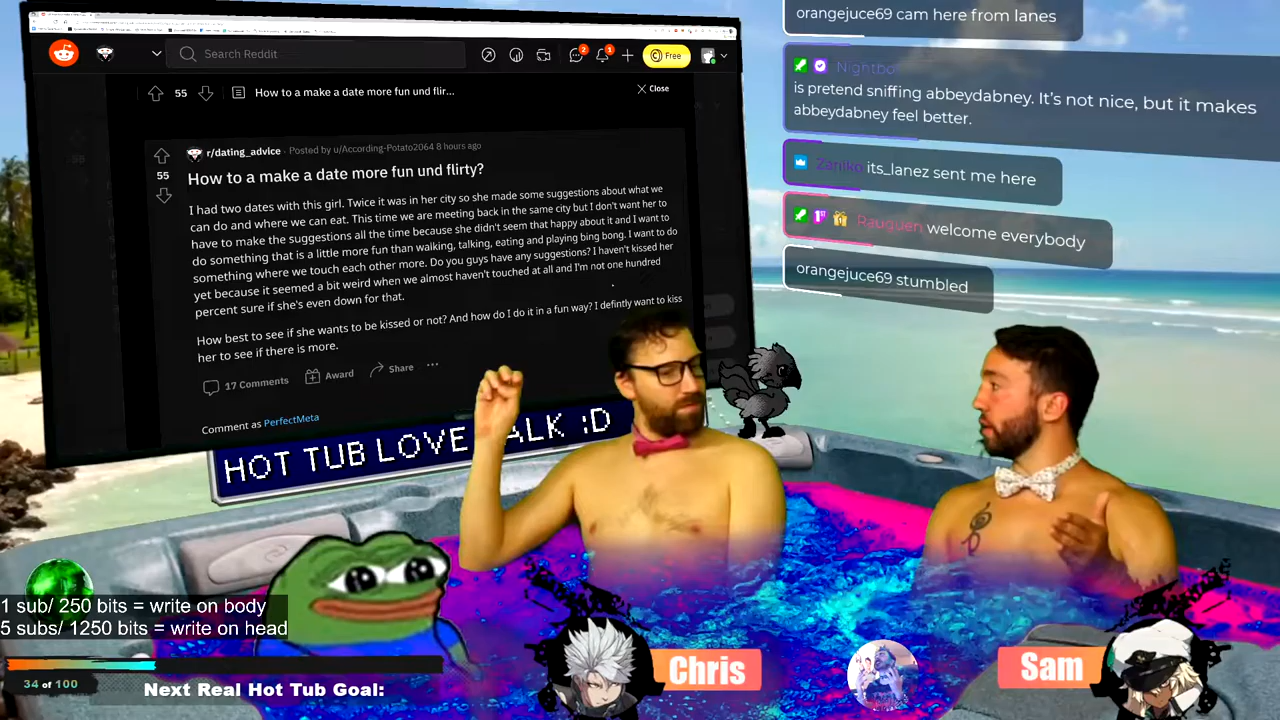 Search Reddit
2
1
Free
55
How to a make a date more fun und flir...
Close
r/dating_advice · Posted by u/According-Potato2064 8 hours ago
55
How to a make a date more fun und flirty?
I had two dates with this girl. Twice it was in her city so she made some suggestions about what we
can do and where we can eat. This time we are meeting back in the same city but I don't want her to
have to make the suggestions all the time because she didn't seem that happy about it and I want to
do something that is a little more fun than walking, talking, eating and playing bing bong. I want to do
something where we touch each other more. Do you guys have any suggestions? I haven't kissed her
yet because it seemed a bit weird when we almost haven't touched at all and I'm not one hundred
percent sure if she's even down for that.
How best to see if she wants to be kissed or not? And how do I do it in a fun way? I defintly want to kiss
her to see if there is more.
17 Comments
Award
Share
Comment as PerfectMeta
HOT TUB LOVE TALK :D
orangejuce69 cam here from lanes
Nightbo
is pretend sniffing abbeydabney. It's not nice, but it makes
abbeydabney feel better.
Zaniko its_lanez sent me here
1st
Rauguen welcome everybody
orangejuce69 stumbled
1 sub/ 250 bits = write on body
5 subs/ 1250 bits = write on head
34 of 100
Next Real Hot Tub Goal:
Chris
Sam